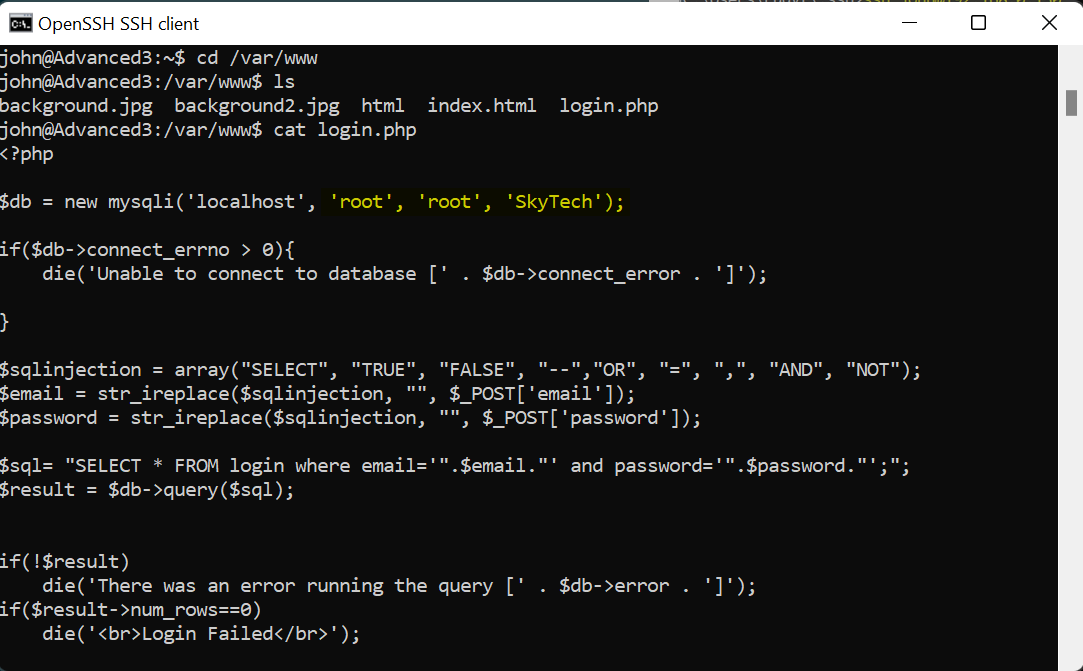 OpenSSH SSH client
john@Advanced3:~$ cd /var/www
john@Advanced3:/var/www$ ls
background.jpg  background2.jpg  html  index.html  login.php
john@Advanced3:/var/www$ cat login.php
<?php

$db = new mysqli('localhost', 'root', 'root', 'SkyTech');

if($db->connect_errno > 0){
    die('Unable to connect to database [' . $db->connect_error . ']');

}

$sqlinjection = array("SELECT", "TRUE", "FALSE", "--","OR", "=", ",", "AND", "NOT");
$email = str_ireplace($sqlinjection, "", $_POST['email']);
$password = str_ireplace($sqlinjection, "", $_POST['password']);

$sql= "SELECT * FROM login where email='".$email."' and password='".$password."';";
$result = $db->query($sql);


if(!$result)
    die('There was an error running the query [' . $db->error . ']');
if($result->num_rows==0)
    die('<br>Login Failed</br>');